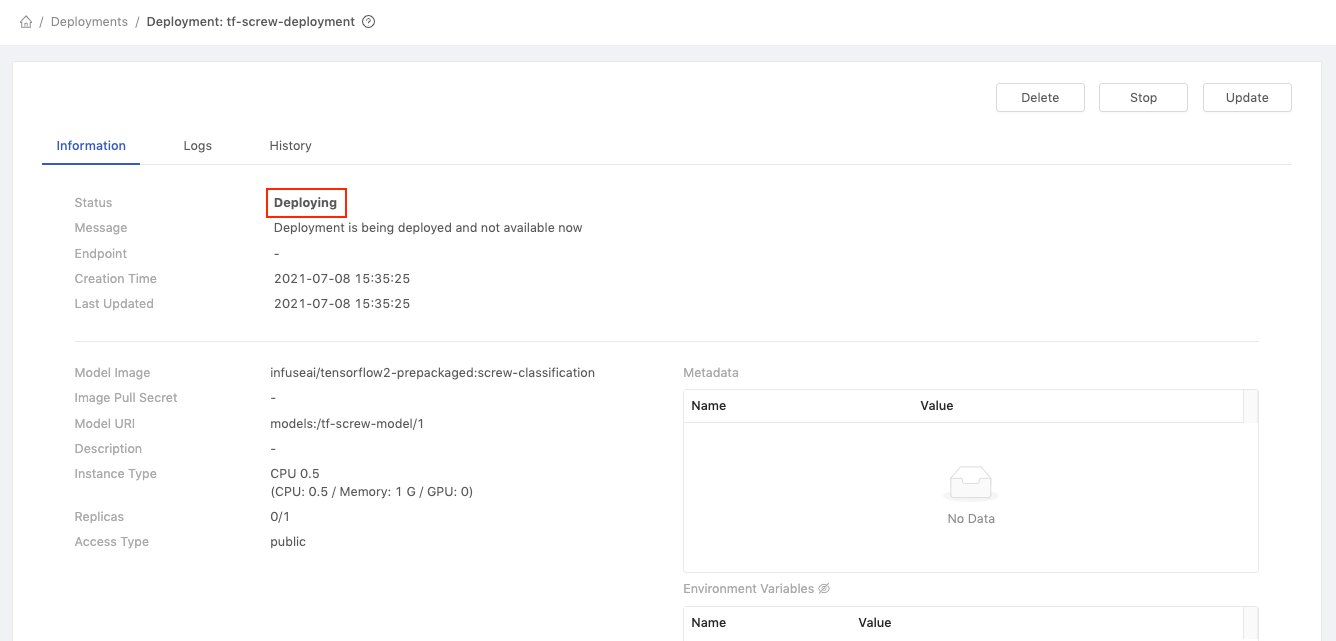 / Deployments / Deployment: tf-screw-deployment
Delete Stop Update
Information Logs History
Status Deploying
Message Deployment is being deployed and not available now
Endpoint -
Creation Time 2021-07-08 15:35:25
Last Updated 2021-07-08 15:35:25
Model Image infuseai/tensorflow2-prepackaged:screw-classification
Image Pull Secret -
Model URI models:/tf-screw-model/1
Description -
Instance Type CPU 0.5
(CPU: 0.5 / Memory: 1 G / GPU: 0)
Replicas 0/1
Access Type public
Metadata
Name Value
No Data
Environment Variables
Name Value